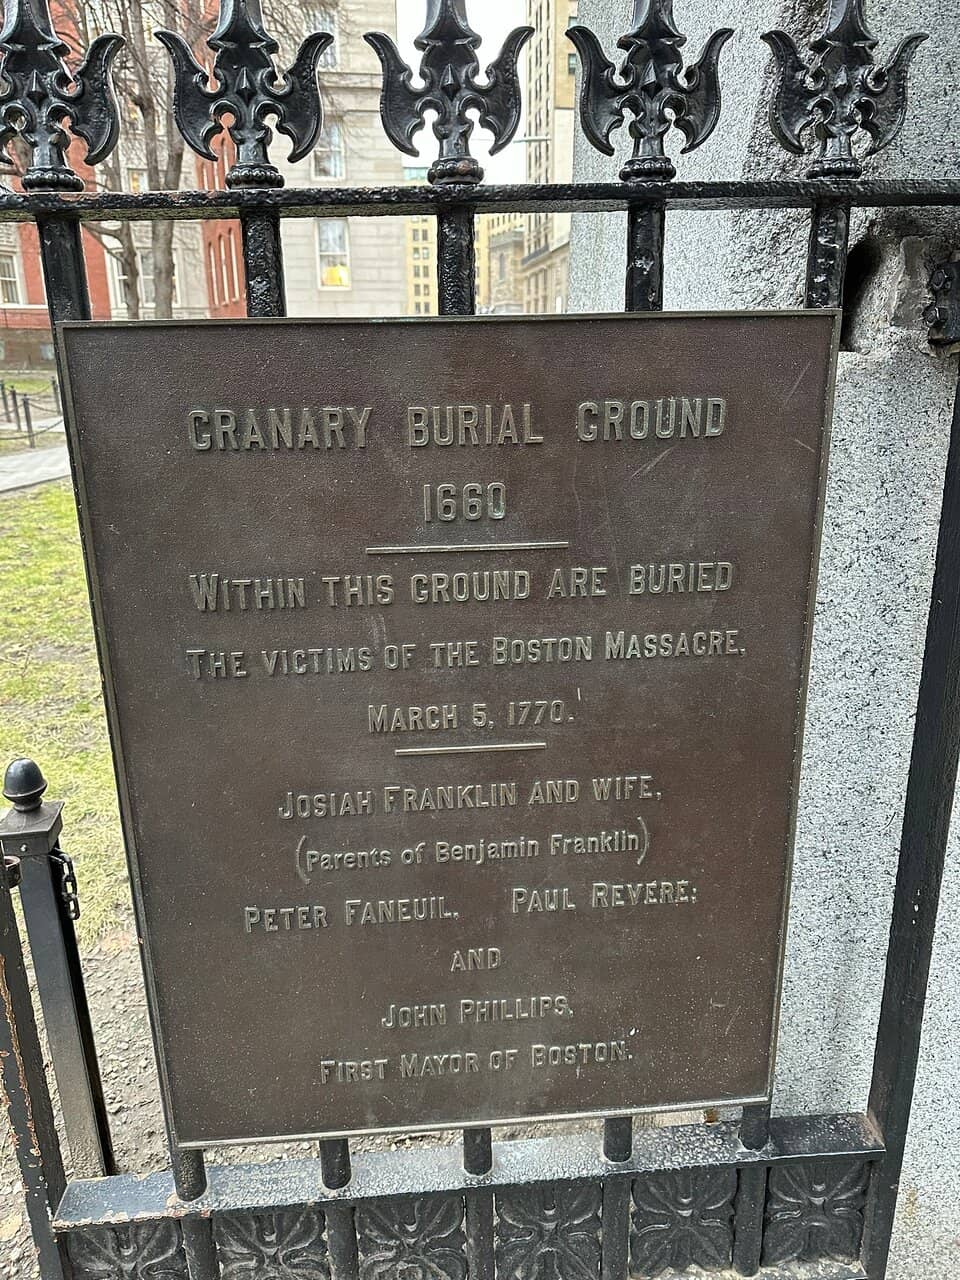 GRANARY BURIAL GROUND
1660
WITHIN THIS GROUND ARE BURIED
THE VICTIMS OF THE BOSTON MASSACRE,
MARCH 5, 1770.
JOSIAH FRANKLIN AND WIFE,
(Parents of Benjamin Franklin)
PETER FANEUIL, PAUL REVERE;
AND
JOHN PHILLIPS,
FIRST MAYOR OF BOSTON.